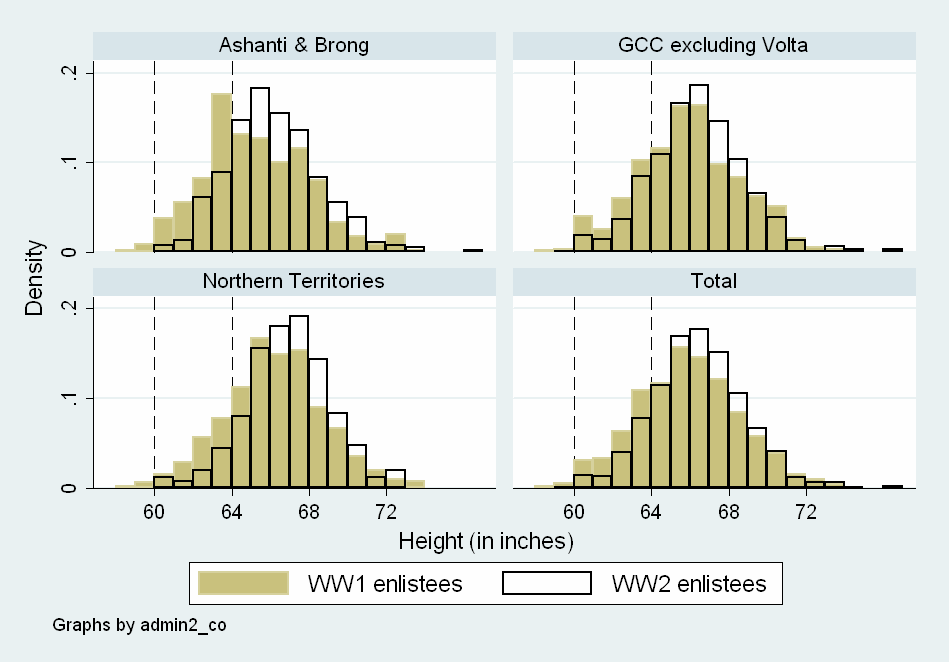 Ashanti & Brong
GCC excluding Volta
.2
.1
0
Northern Territories
Total
.2
.1
0
Density
60 64 68 72 60 64 68 72
Height (in inches)
WW1 enlistees WW2 enlistees
Graphs by admin2_co